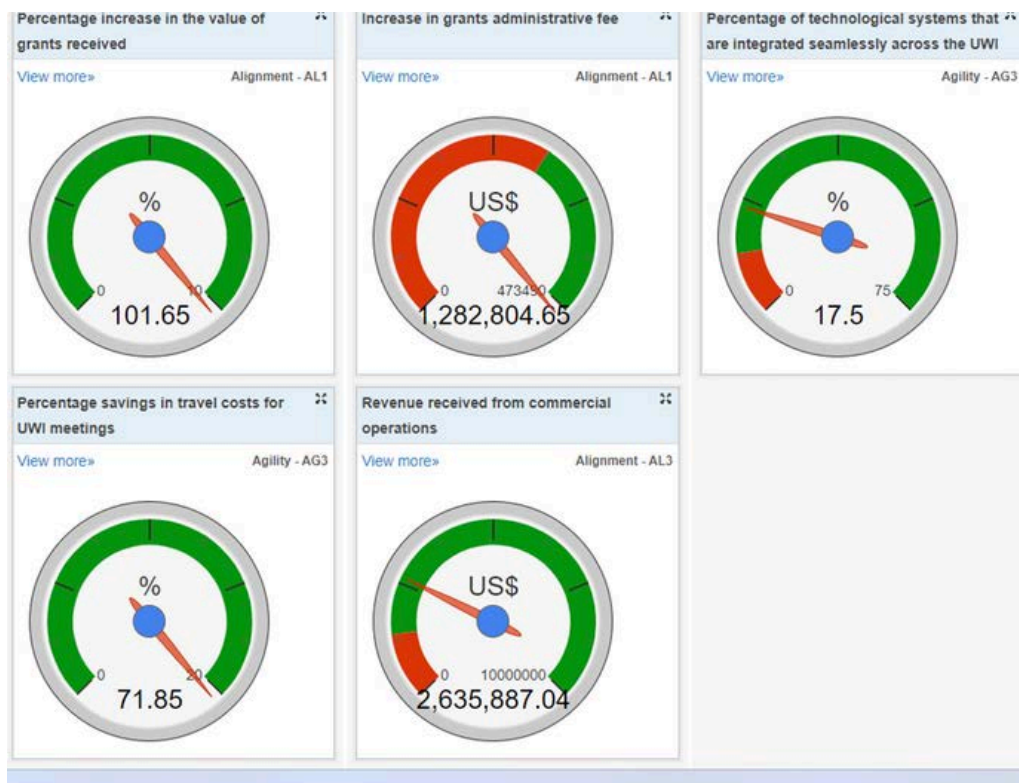 Percentage increase in the value of
grants received
View more»
Alignment - AL1
%
0
10
101.65
Increase in grants administrative fee
View more»
Alignment - AL1
US$
0
473450
1,282,804.65
Percentage of technological systems that
are integrated seamlessly across the UWI
View more»
Agility - AG3
%
0
75
17.5
Percentage savings in travel costs for
UWI meetings
View more»
Agility - AG3
%
0
20
71.85
Revenue received from commercial
operations
View more»
Alignment - AL3
US$
0
10000000
2,635,887.04